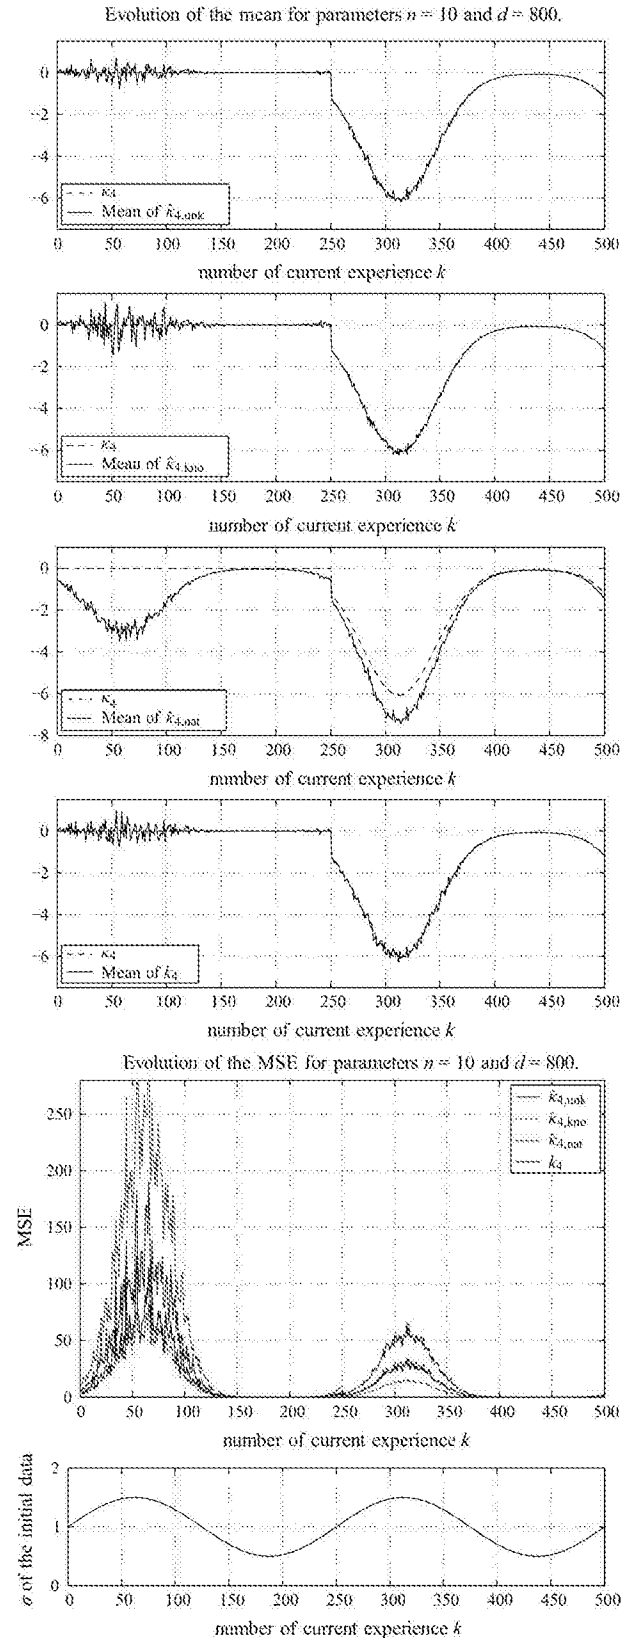 Evolution of the mean for parameters n = 10 and d = 800.
0
−2
−4
−6
κ4
Mean of k̂4,unk
0 50 100 150 200 250 300 350 400 450 500
number of current experience k
0
−2
−4
−6
κ4
Mean of k̂4,kno
0 50 100 150 200 250 300 350 400 450 500
number of current experience k
0
−2
−4
−6
−8
κ4
Mean of k̂4,nat
0 50 100 150 200 250 300 350 400 450 500
number of current experience k
0
−2
−4
−6
κ4
Mean of k4
0 50 100 150 200 250 300 350 400 450 500
number of current experience k
Evolution of the MSE for parameters n = 10 and d = 800.
MSE
250
200
150
100
50
0
κ̂4,unk
κ̂4,kno
κ̂4,nat
k4
0 50 100 150 200 250 300 350 400 450 500
number of current experience k
σ of the initial data
2
1
0
0 50 100 150 200 250 300 350 400 450 500
number of current experience k